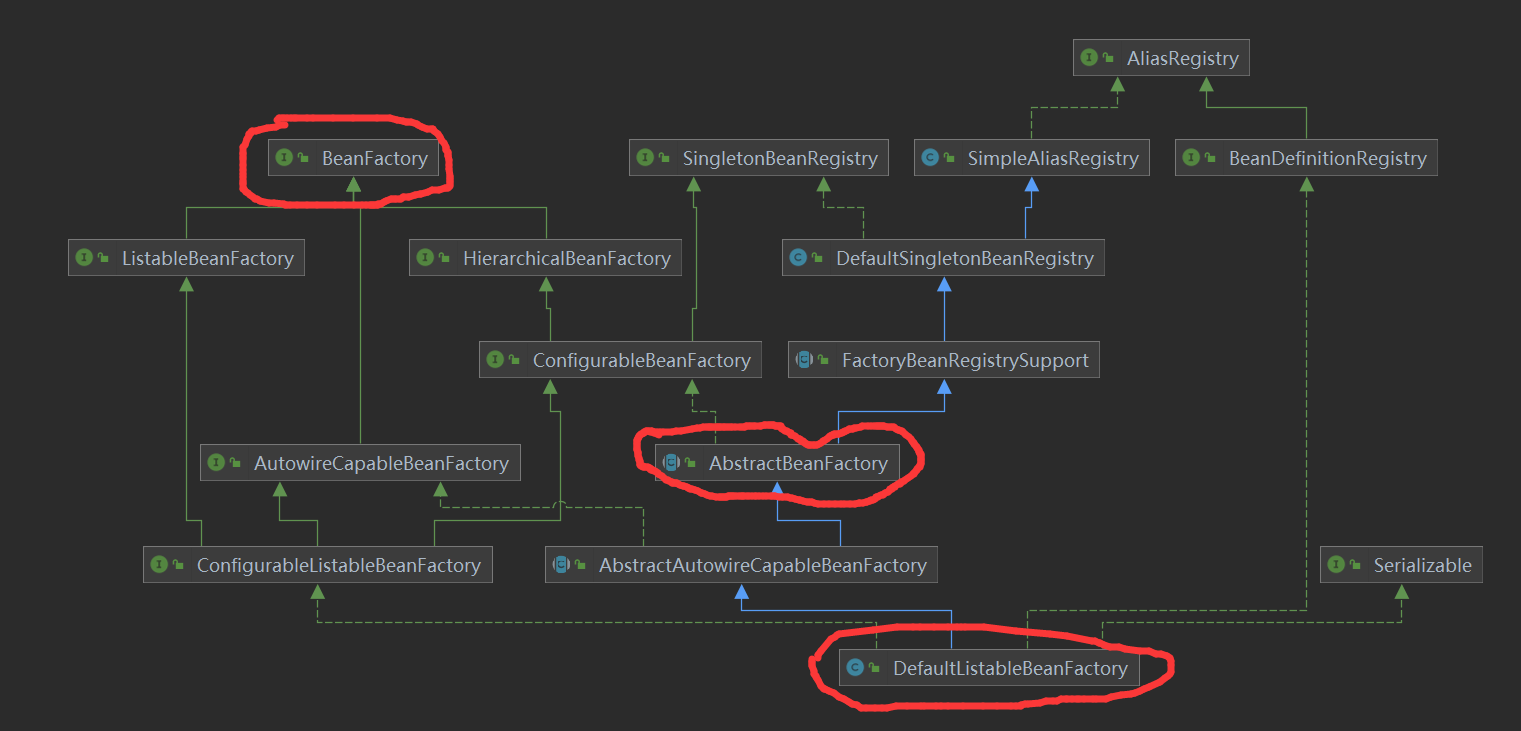 AliasRegistry
BeanFactory
SingletonBeanRegistry
SimpleAliasRegistry
BeanDefinitionRegistry
ListableBeanFactory
HierarchicalBeanFactory
DefaultSingletonBeanRegistry
ConfigurableBeanFactory
FactoryBeanRegistrySupport
AutowireCapableBeanFactory
AbstractBeanFactory
ConfigurableListableBeanFactory
AbstractAutowireCapableBeanFactory
Serializable
DefaultListableBeanFactory